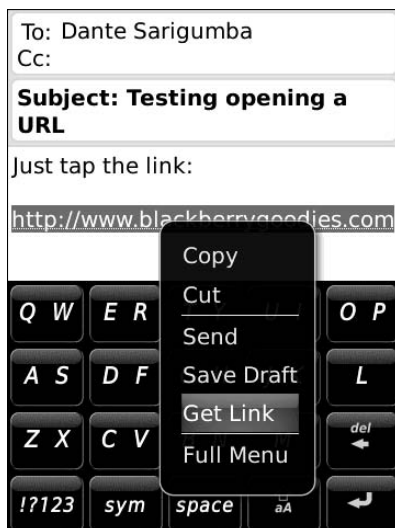 To: Dante Sarigumba
Cc:
Subject: Testing opening a
URL
Just tap the link:
http://www.blackberrygoodies.com
Copy
Cut
Send
Save Draft
Get Link
Full Menu
Q W E R U I O P
A S D F L
Z X C V M del
!?123 sym space aA